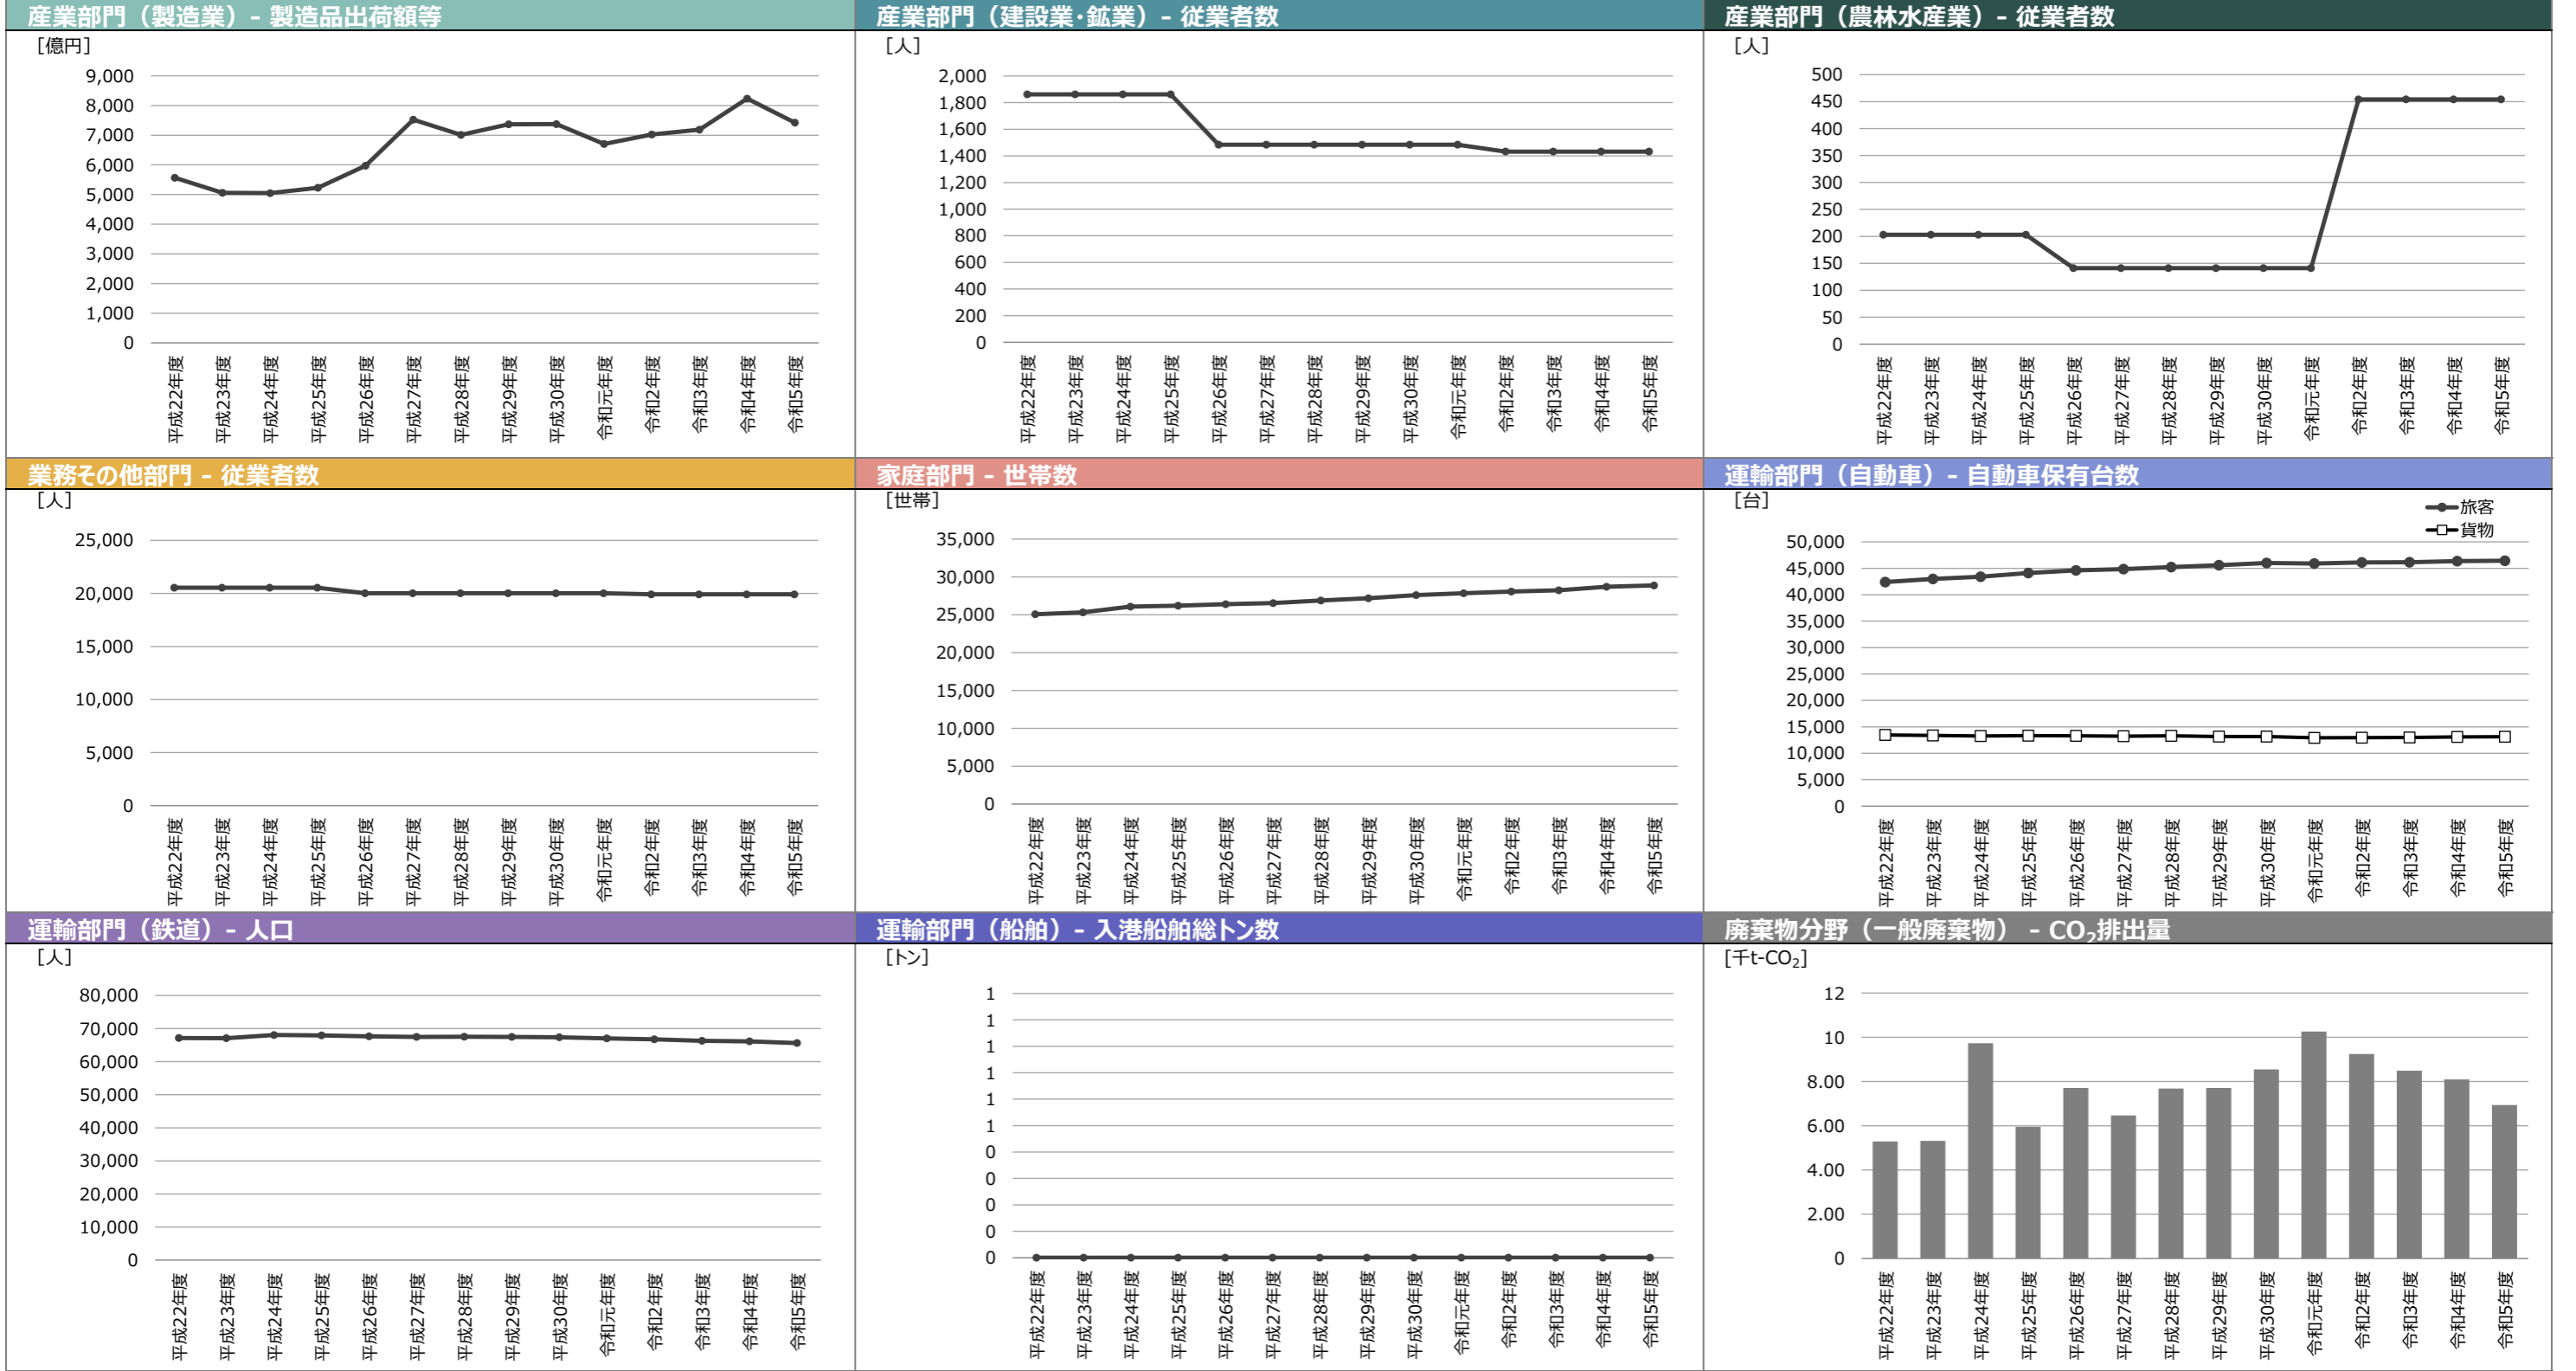 産業部門（製造業）- 製造品出荷額等
[億円]
9,000
8,000
7,000
6,000
5,000
4,000
3,000
2,000
1,000
0
平成22年度 平成23年度 平成24年度 平成25年度 平成26年度 平成27年度 平成28年度 平成29年度 平成30年度 令和元年度 令和2年度 令和3年度 令和4年度 令和5年度
産業部門（建設業・鉱業）- 従業者数
[人]
2,000
1,800
1,600
1,400
1,200
1,000
800
600
400
200
0
平成22年度 平成23年度 平成24年度 平成25年度 平成26年度 平成27年度 平成28年度 平成29年度 平成30年度 令和元年度 令和2年度 令和3年度 令和4年度 令和5年度
産業部門（農林水産業）- 従業者数
[人]
500
450
400
350
300
250
200
150
100
50
0
平成22年度 平成23年度 平成24年度 平成25年度 平成26年度 平成27年度 平成28年度 平成29年度 平成30年度 令和元年度 令和2年度 令和3年度 令和4年度 令和5年度
業務その他部門 - 従業者数
[人]
25,000
20,000
15,000
10,000
5,000
0
平成22年度 平成23年度 平成24年度 平成25年度 平成26年度 平成27年度 平成28年度 平成29年度 平成30年度 令和元年度 令和2年度 令和3年度 令和4年度 令和5年度
家庭部門 - 世帯数
[世帯]
35,000
30,000
25,000
20,000
15,000
10,000
5,000
0
平成22年度 平成23年度 平成24年度 平成25年度 平成26年度 平成27年度 平成28年度 平成29年度 平成30年度 令和元年度 令和2年度 令和3年度 令和4年度 令和5年度
運輸部門（自動車）- 自動車保有台数
[台]
旅客
貨物
50,000
45,000
40,000
35,000
30,000
25,000
20,000
15,000
10,000
5,000
0
平成22年度 平成23年度 平成24年度 平成25年度 平成26年度 平成27年度 平成28年度 平成29年度 平成30年度 令和元年度 令和2年度 令和3年度 令和4年度 令和5年度
運輸部門（鉄道）- 人口
[人]
80,000
70,000
60,000
50,000
40,000
30,000
20,000
10,000
0
平成22年度 平成23年度 平成24年度 平成25年度 平成26年度 平成27年度 平成28年度 平成29年度 平成30年度 令和元年度 令和2年度 令和3年度 令和4年度 令和5年度
運輸部門（船舶）- 入港船舶総トン数
[トン]
1
1
1
1
1
1
0
0
0
0
0
平成22年度 平成23年度 平成24年度 平成25年度 平成26年度 平成27年度 平成28年度 平成29年度 平成30年度 令和元年度 令和2年度 令和3年度 令和4年度 令和5年度
廃棄物分野（一般廃棄物） - CO₂排出量
[千t-CO₂]
12
10
8.00
6.00
4.00
2.00
0
平成22年度 平成23年度 平成24年度 平成25年度 平成26年度 平成27年度 平成28年度 平成29年度 平成30年度 令和元年度 令和2年度 令和3年度 令和4年度 令和5年度